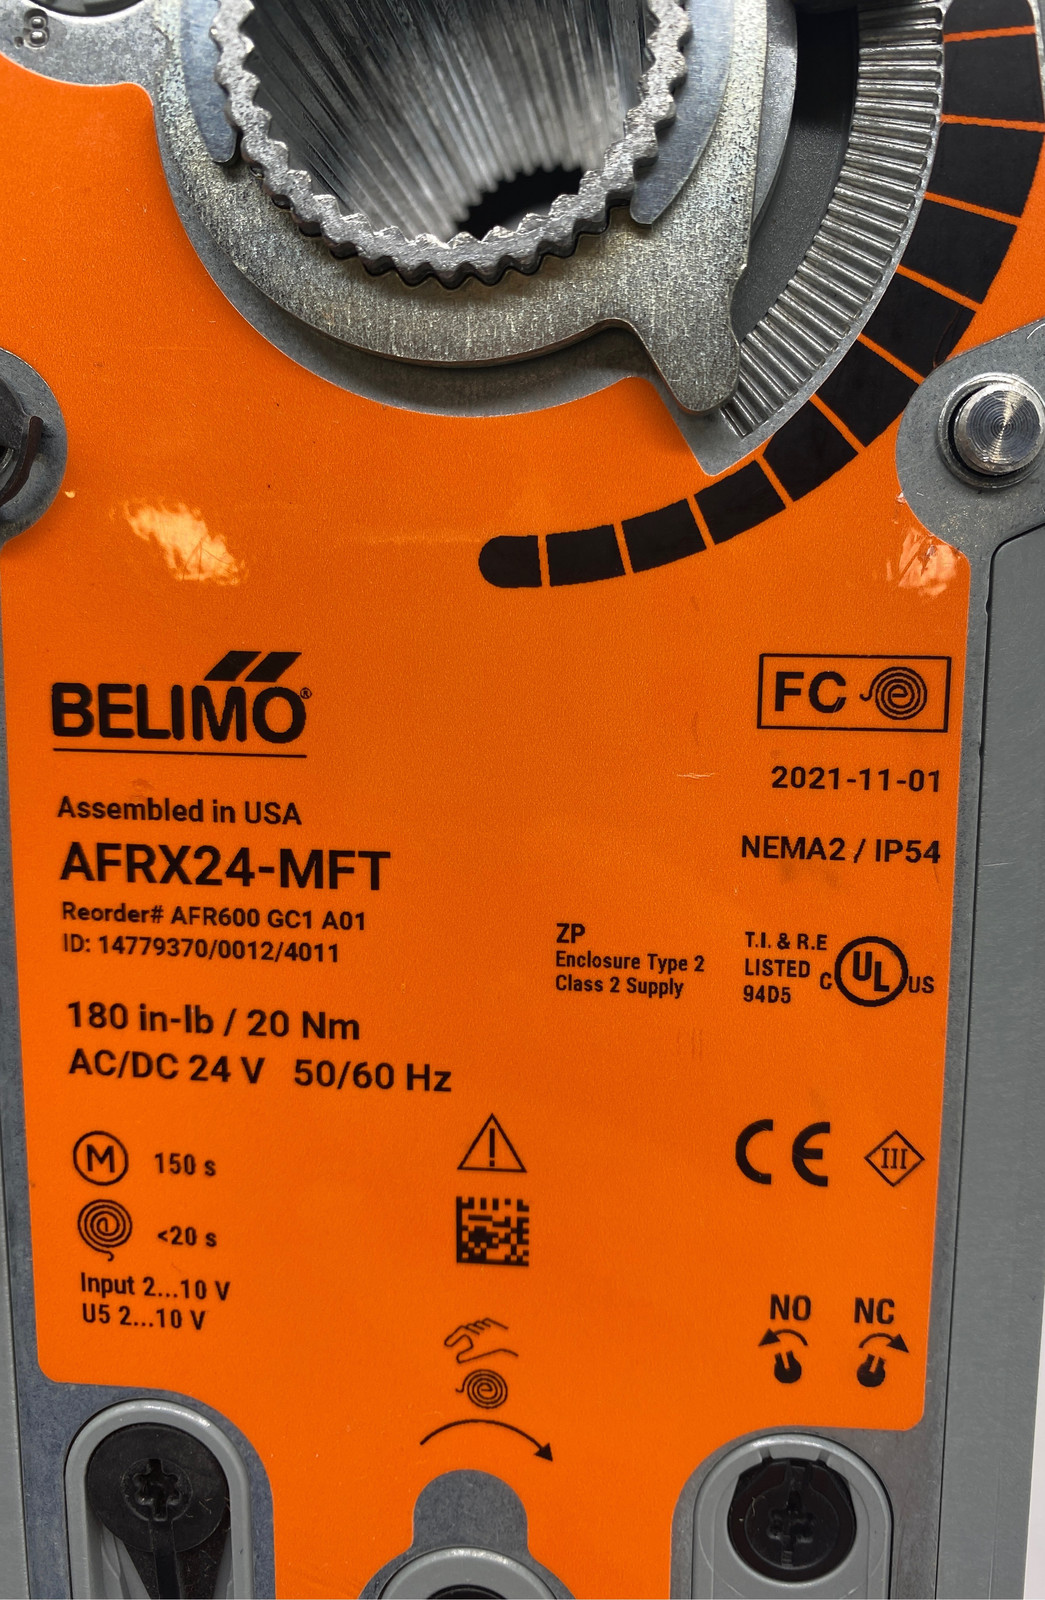 .8
BELIMO®
FC
2021-11-01
Assembled in USA
AFRX24-MFT
NEMA2 / IP54
Reorder# AFR600 GC1 A01
ID: 14779370/0012/4011
ZP
Enclosure Type 2
Class 2 Supply
T.I. & R.E
LISTED
94D5
C UL US
180 in-lb / 20 Nm
AC/DC 24 V 50/60 Hz
M 150 s
<20 s
Input 2...10 V
U5 2...10 V
CE III
NO NC